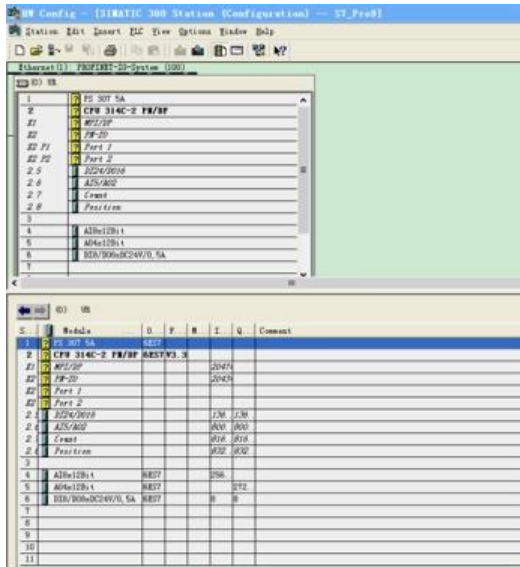 HW Config - [SIMATIC 300 Station (Configuration) -- S7_Pro8]
Station Edit Insert PLC View Options Window Help
Ethernet(1): PROFINET-IO-System (100)
(0) UR
1 PS 307 5A
2 CPU 314C-2 PN/DP
X1 MPI/DP
X2 PN-IO
X2 P1 Port 1
X2 P2 Port 2
2.5 DI24/DO16
2.6 AI5/AO2
2.7 Count
2.8 Position
3
4 AI8x12Bit
5 AO4x12Bit
6 DI8/DO8xDC24V/0,5A
7
(0) UR
S... Module ... O... F... M... I... Q... Comment
1 PS 307 5A 6ES7
2 CPU 314C-2 PN/DP 6ES7 V3.3
X1 MPI/DP 2047
X2 PN-IO
X2 Port 1
X2 Port 2
2.5 DI24/DO16 136... 136...
2.6 AI5/AO2 800... 800...
2.7 Count 816... 816...
2.8 Position 832... 832...
3
4 AI8x12Bit 6ES7 256...
5 AO4x12Bit 6ES7 272...
6 DI8/DO8xDC24V/0,5A 6ES7 8 8
7
8
9
10
11